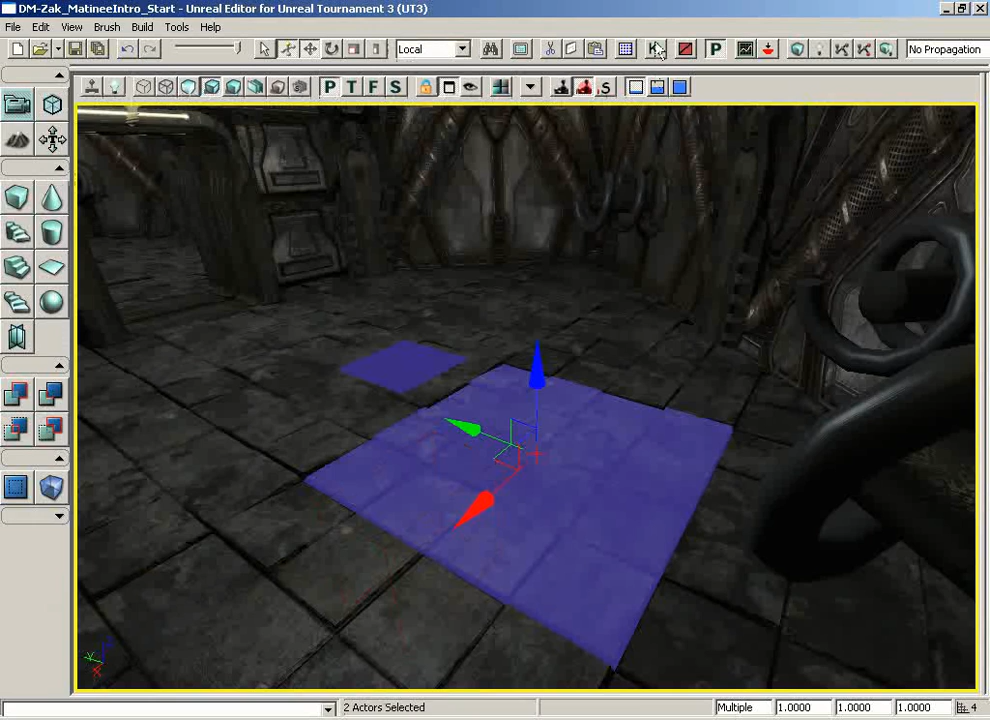 DM-Zak_MatineeIntro_Start - Unreal Editor for Unreal Tournament 3 (UT3)
File Edit View Brush Build Tools Help
Local
K
P
No Propagation
P T F S
S
2 Actors Selected
Multiple
1.0000
1.0000
1.0000
4